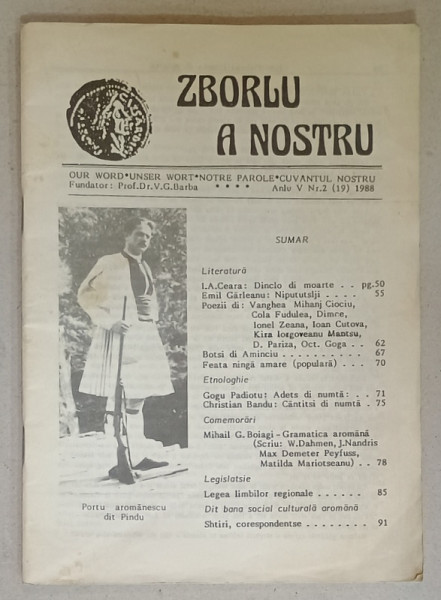 ZBORLU
A NOSTRU
OUR WORD*UNSER WORT*NOTRE PAROLE*CUVANTUL NOSTRU
Fundator: Prof.Dr.V.G.Barba * * * * Anlu V Nr.2 (19) 1988
SUMAR
Literatură
I.A.Ceara: Dinclo di moarte . . pg.50
Emil Gârleanu: Nipututslji . . . . 55
Poezii di: Vanghea Mihanj Ciociu,
Cola Fudulea, Dimce,
Ionel Zeana, Ioan Cutova,
Kira Iorgoveanu Mantsu,
D. Pariza, Oct. Goga . . 62
Botsi di Aminciu . . . . . . . . . . 67
Feata ningă amare (populară) . . . 70
Etnologhie
Gogu Padiotu: Adets di numtă: . . 71
Christian Bandu: Cântitsi di numtă . 75
Comemorări
Mihail G.Boiagi-Gramatica aromănă
(Scriu: W.Dahmen, J.Nandris
Max Demeter Peyfuss,
Matilda Mariotseanu) . . 78
Legislatsie
Legea limbilor regionale . . . . . . 85
Dit bana social culturală aromănă
Shtiri, corespondentse . . . . . . . . 91
Portu aromănescu
dit Pindu